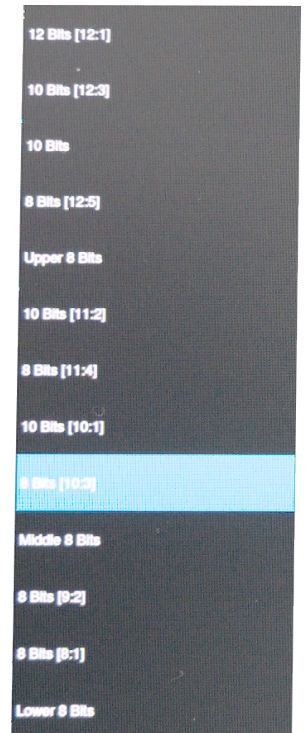 12 Bits [12:1]
10 Bits [12:3]
10 Bits
8 Bits [12:5]
Upper 8 Bits
10 Bits [11:2]
8 Bits [11:4]
10 Bits [10:1]
8 Bits [10:3]
Middle 8 Bits
8 Bits [9:2]
8 Bits [8:1]
Lower 8 Bits